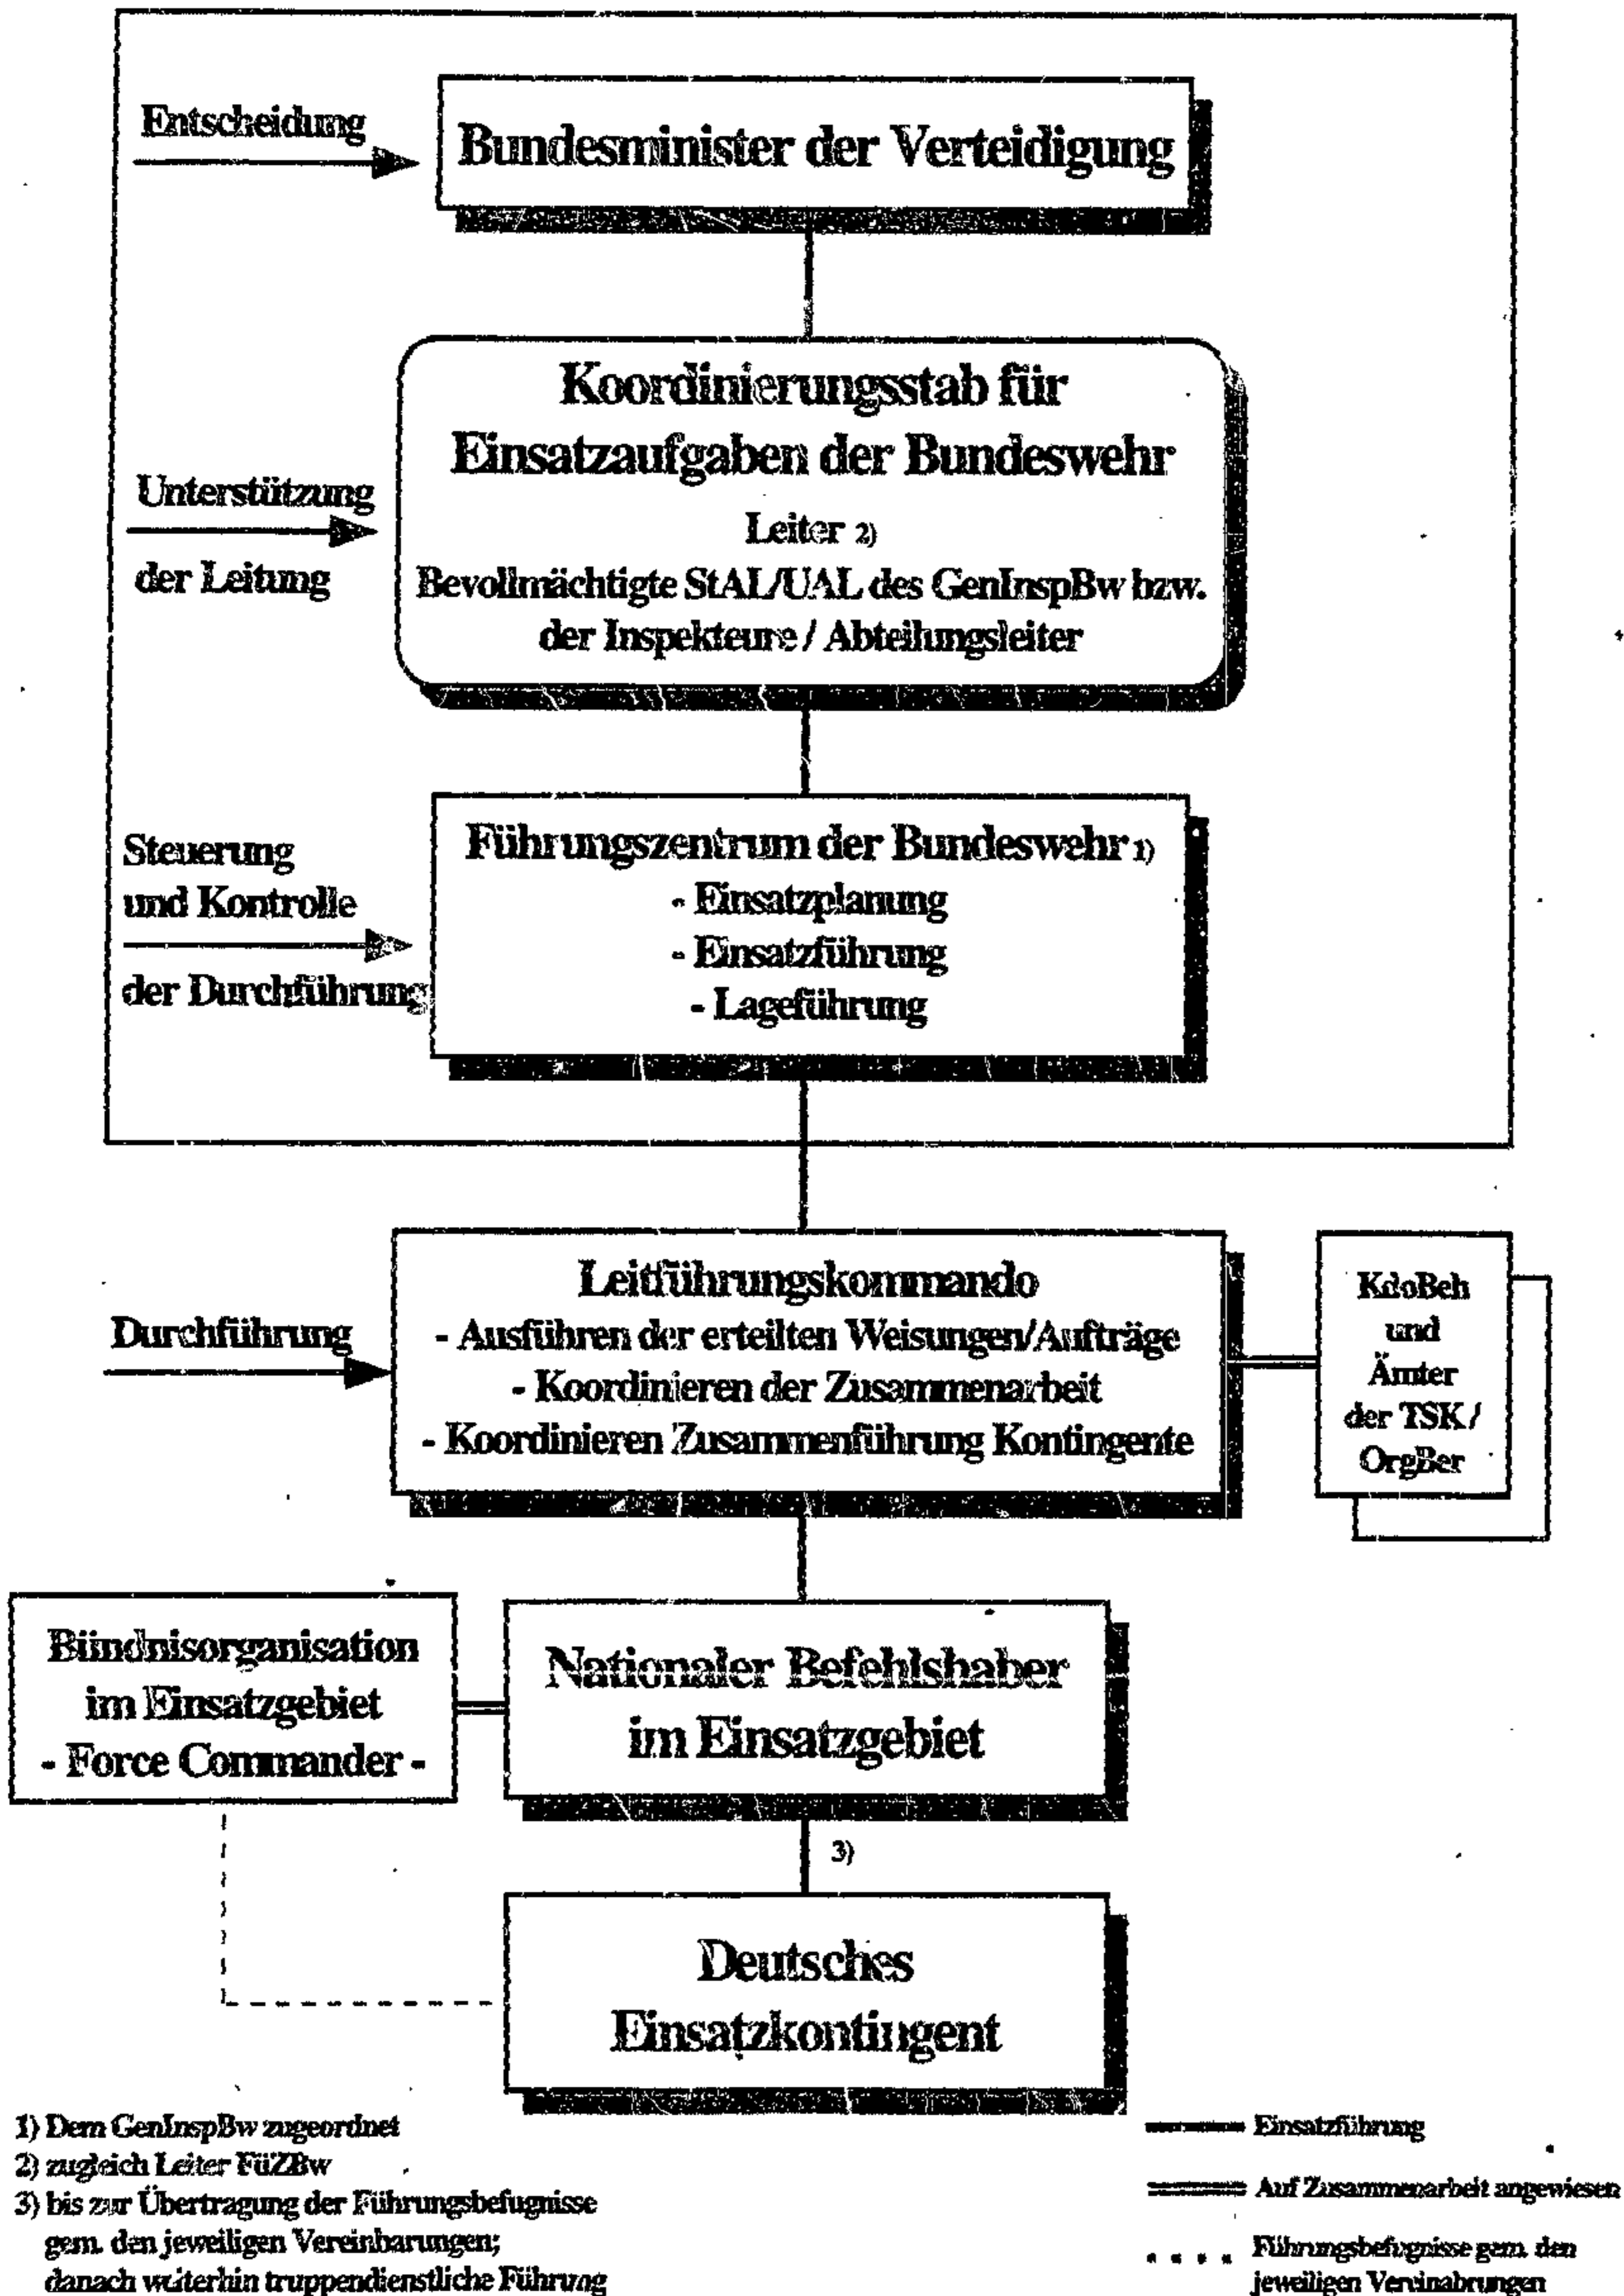 Entscheidung
Bundesminister der Verteidigung
Koordinierungsstab für
Einsatzaufgaben der Bundeswehr
Leiter 2)
Bevollmächtigte StAL/UAL des GenInspBw bzw.
der Inspekteure / Abteilungsleiter
Unterstützung
der Leitung
Führungszentrum der Bundeswehr 1)
- Einsatzplanung
- Einsatzführung
- Lageführung
Steuerung
und Kontrolle
der Durchführung
Leitführungskommando
- Ausführen der erteilten Weisungen/Aufträge
- Koordinieren der Zusammenarbeit
- Koordinieren Zusammenführung Kontingente
Durchführung
KdoBeh
und
Ämter
der TSK /
OrgBer
Bündnisorganisation
im Einsatzgebiet
- Force Commander -
Nationaler Befehlshaber
im Einsatzgebiet
3)
Deutsches
Einsatzkontingent
1) Dem GenInspBw zugeordnet
2) zugleich Leiter FüZBw
3) bis zur Übertragung der Führungsbefugnisse
gem. den jeweiligen Vereinbarungen;
danach weiterhin truppendienstliche Führung
Einsatzführung
Auf Zusammenarbeit angewiesen
Führungsbefugnisse gem. den
jeweiligen Vereinabrungen